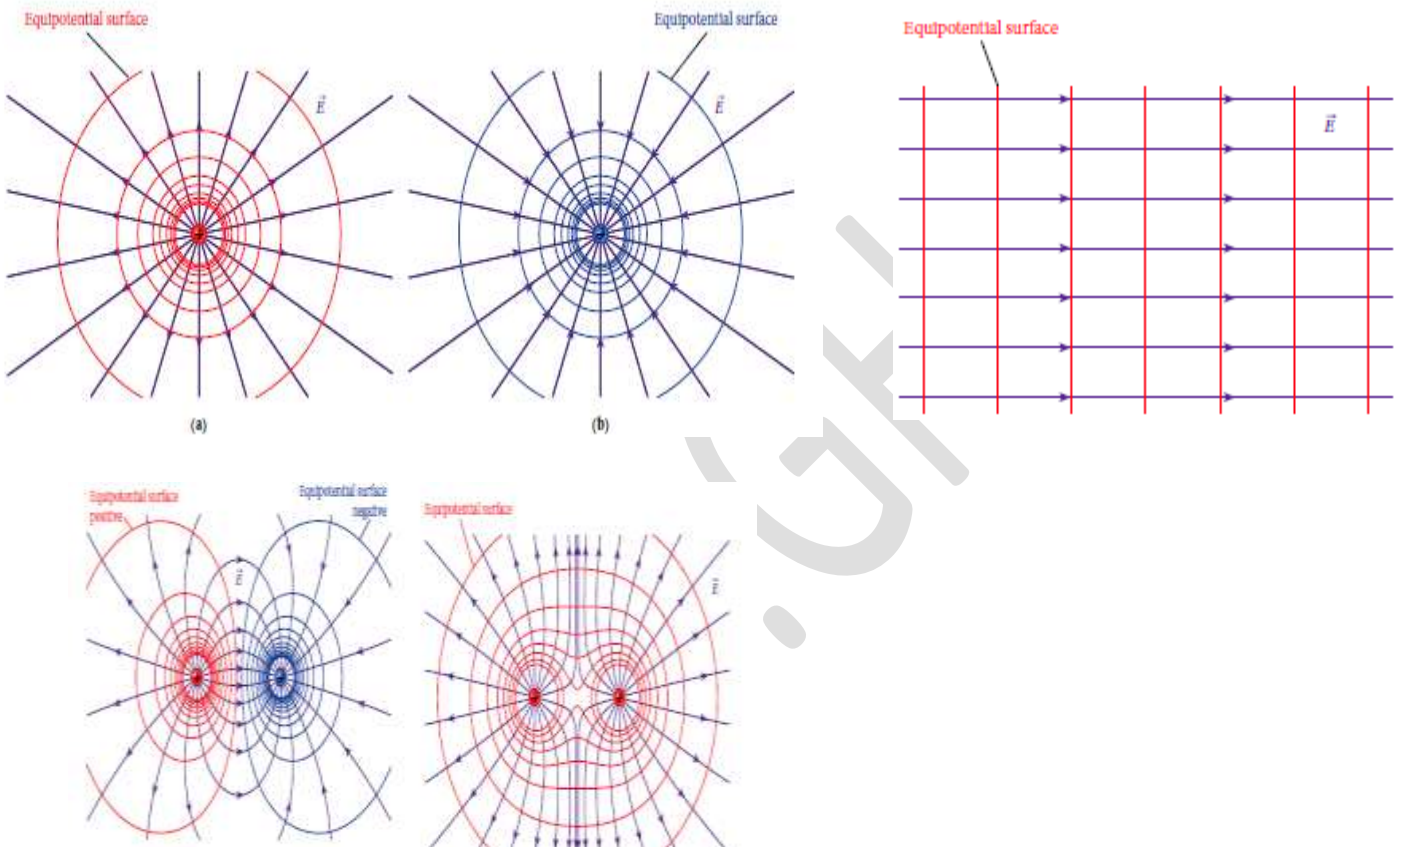 Equipotential surface
Equipotential surface
Equipotential surface
E
E
E
(a)
(b)
Equipotential surface
positive
Equipotential surface
negative
Equipotential surface
E
E